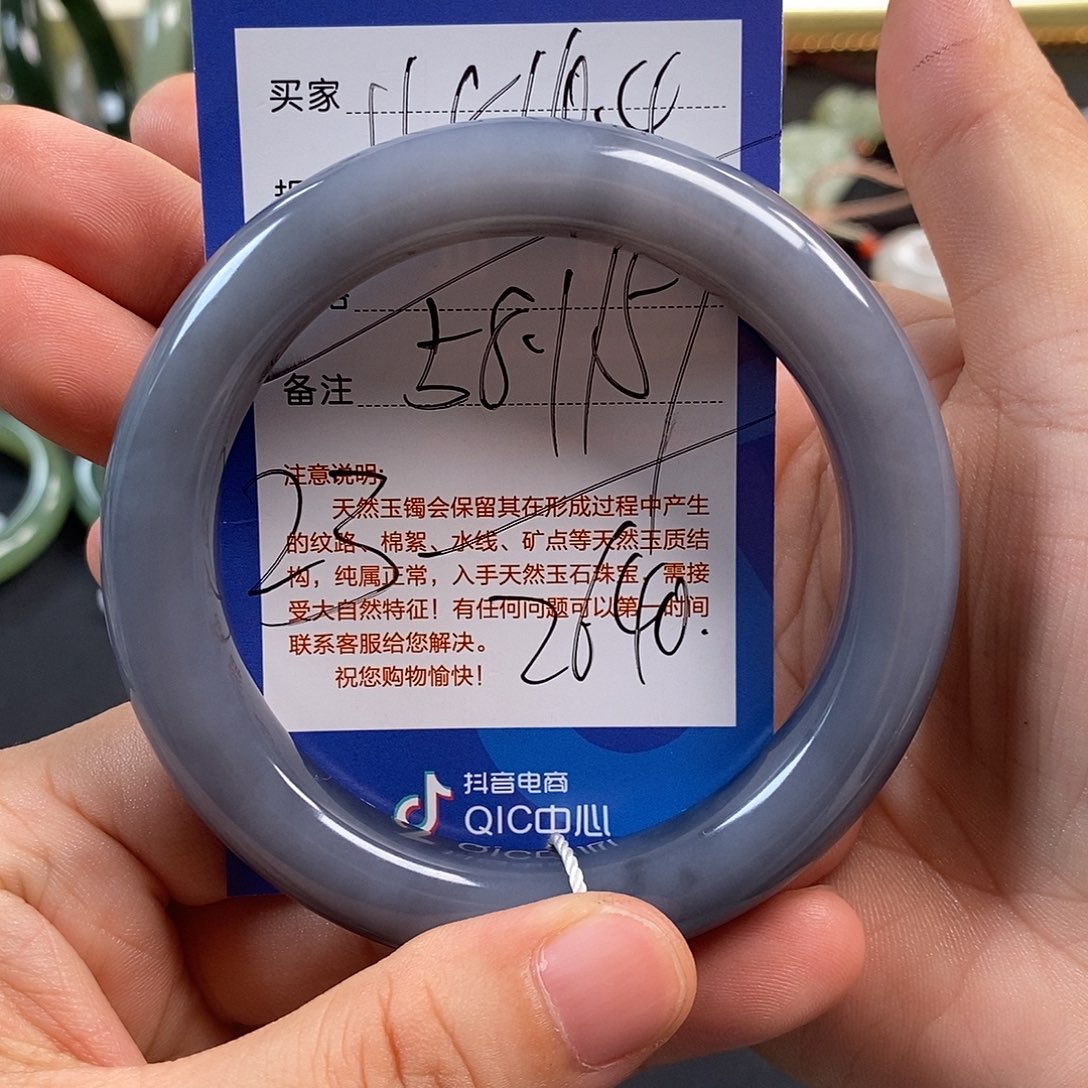 买家
58.1
备注
注意说明:
天然玉镯会保留其在形成过程中产生
的纹路、棉絮、水线、矿点等天然玉质结
构，纯属正常，入手天然玉石珠宝，需接
受大自然特征！有任何问题可以第一时间
联系客服给您解决。
祝您购物愉快！
23
抖音电商
QIC中心